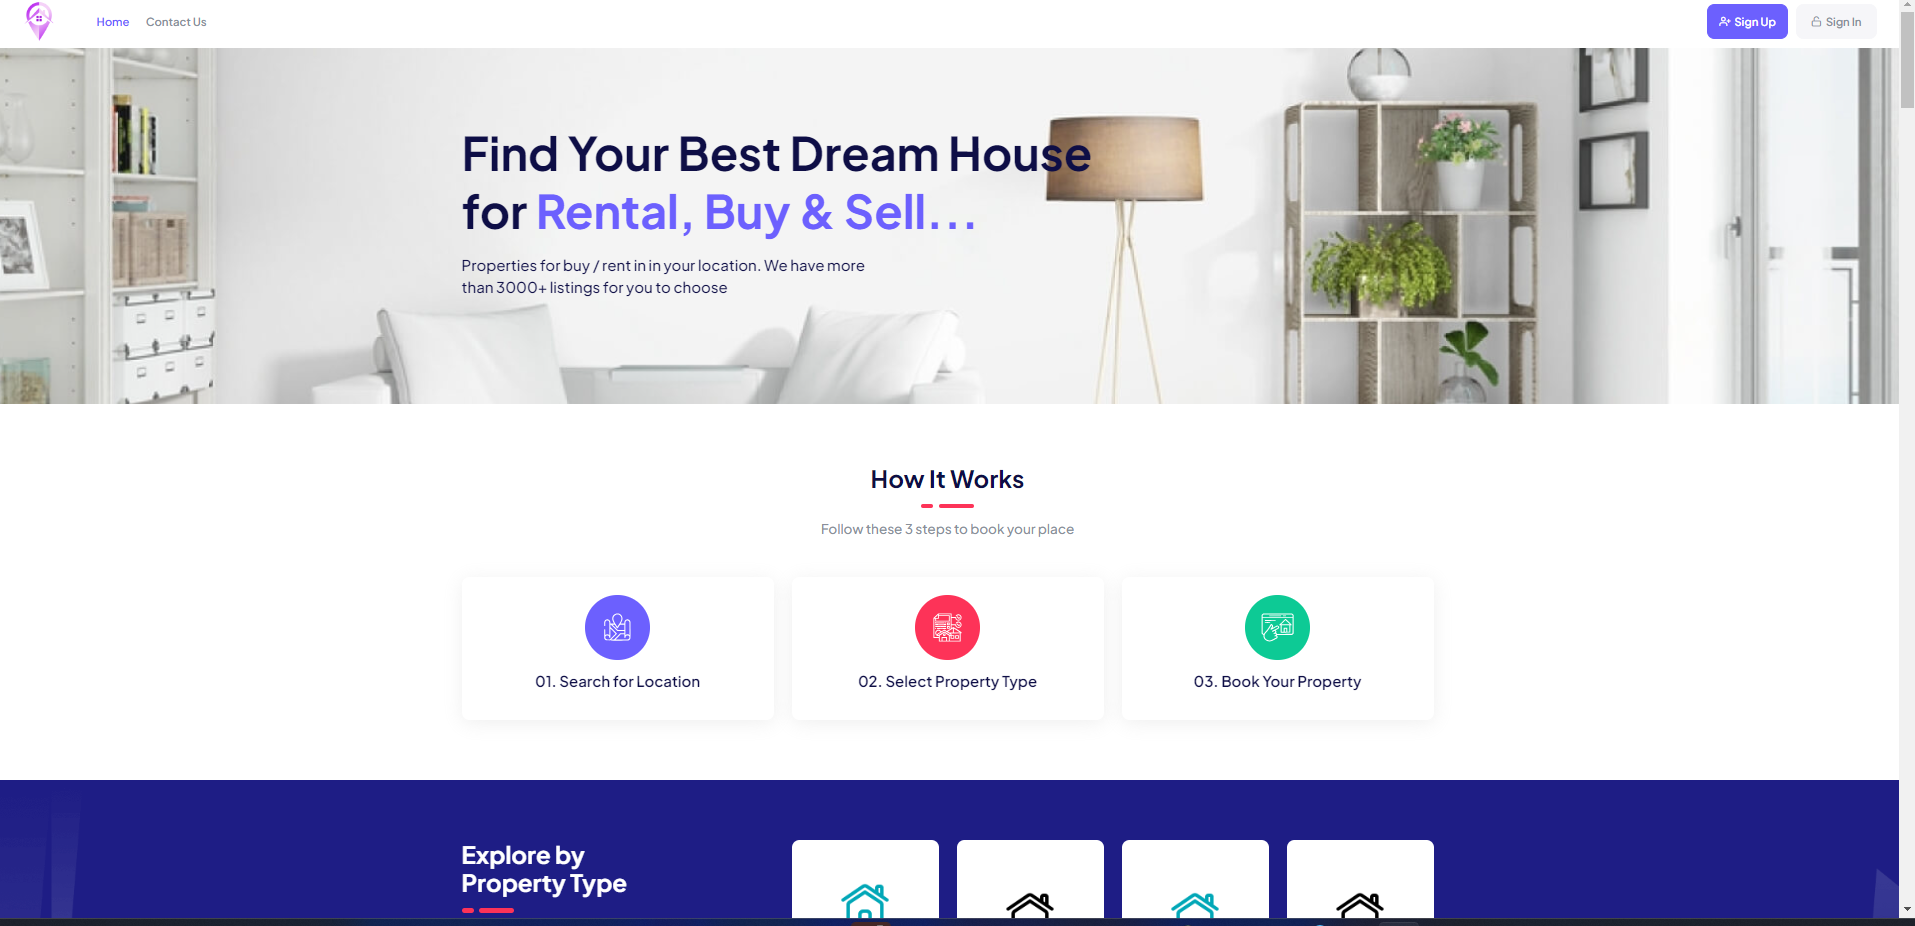 Home
Contact Us
Sign Up
Sign In
Find Your Best Dream House
for Rental, Buy & Sell...
Properties for buy / rent in in your location. We have more
than 3000+ listings for you to choose
How It Works
Follow these 3 steps to book your place
01. Search for Location
02. Select Property Type
03. Book Your Property
Explore by
Property Type